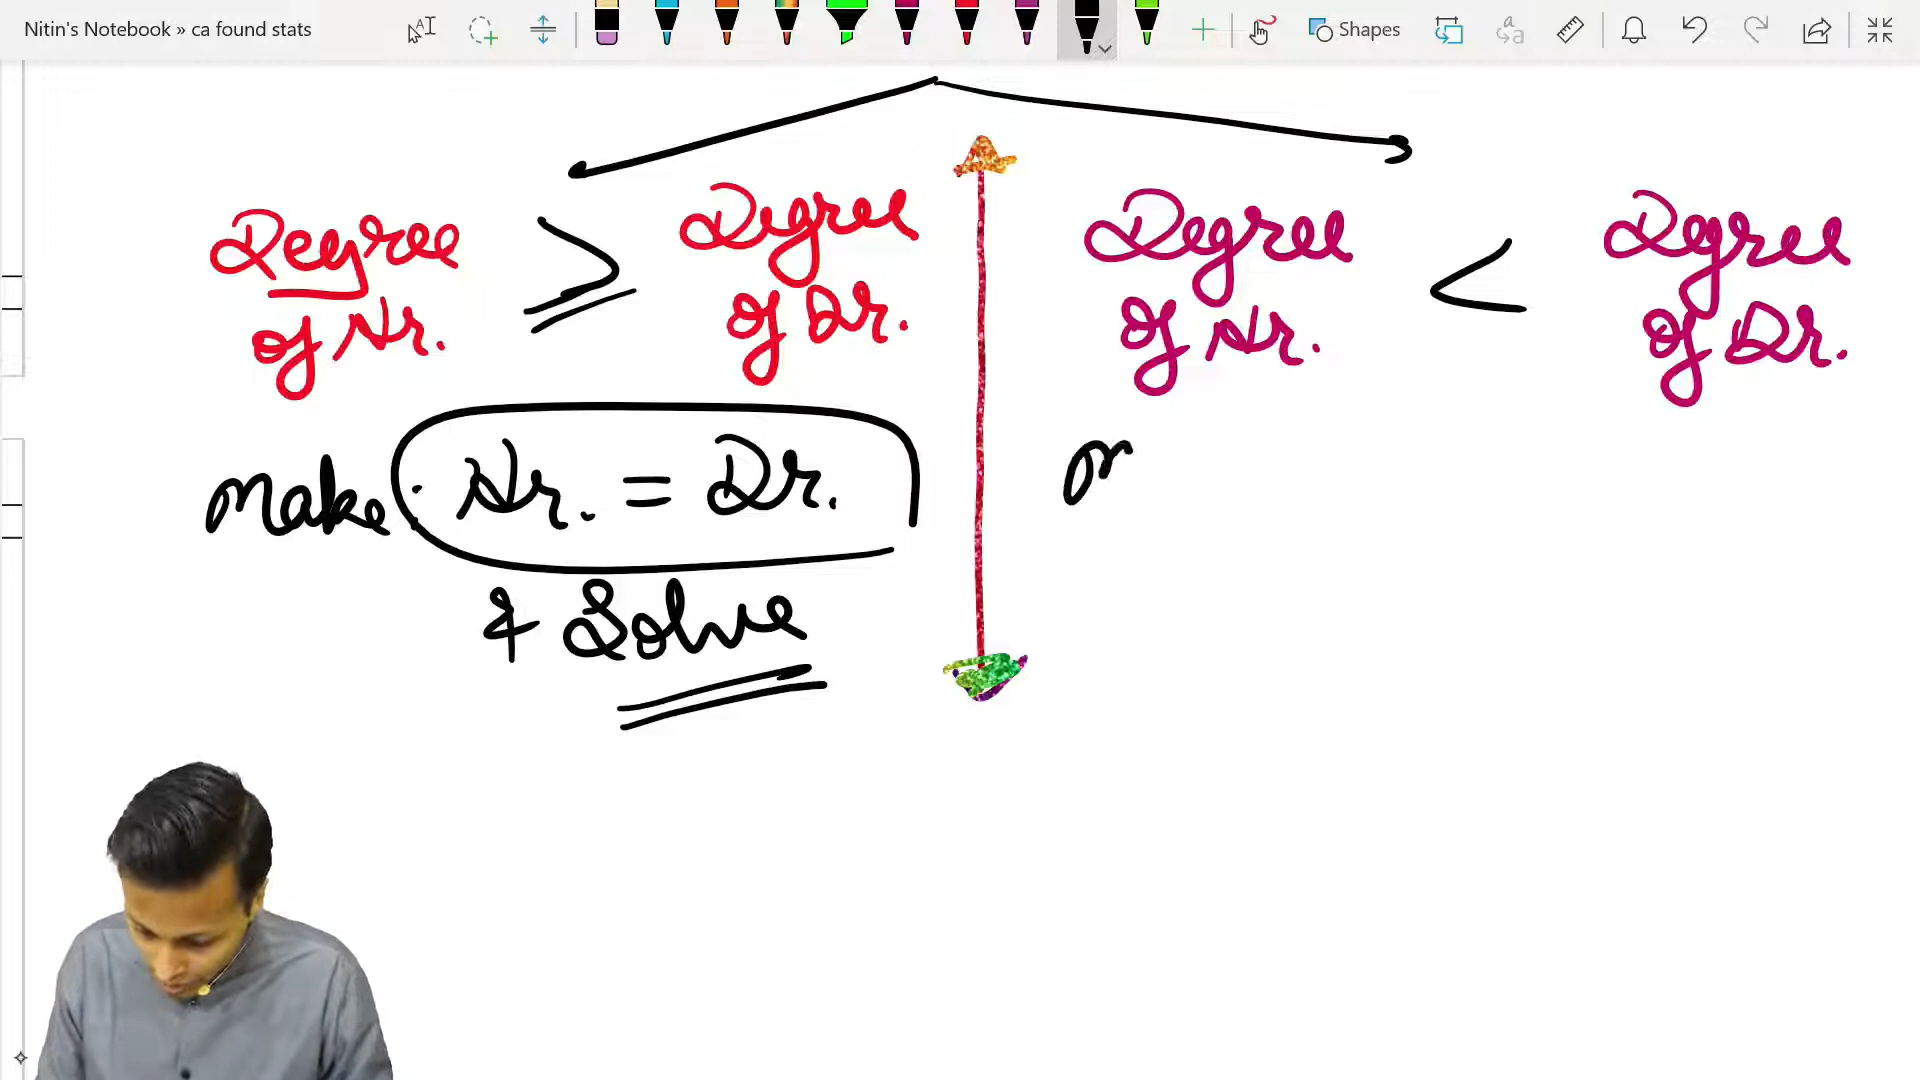 Nitin's Notebook » ca found stats
Shapes
Degree of Nr. ≥ Degree of Dr.
Degree of Nr. < Degree of Dr.
Make Nr. = Dr.
& Solve
m